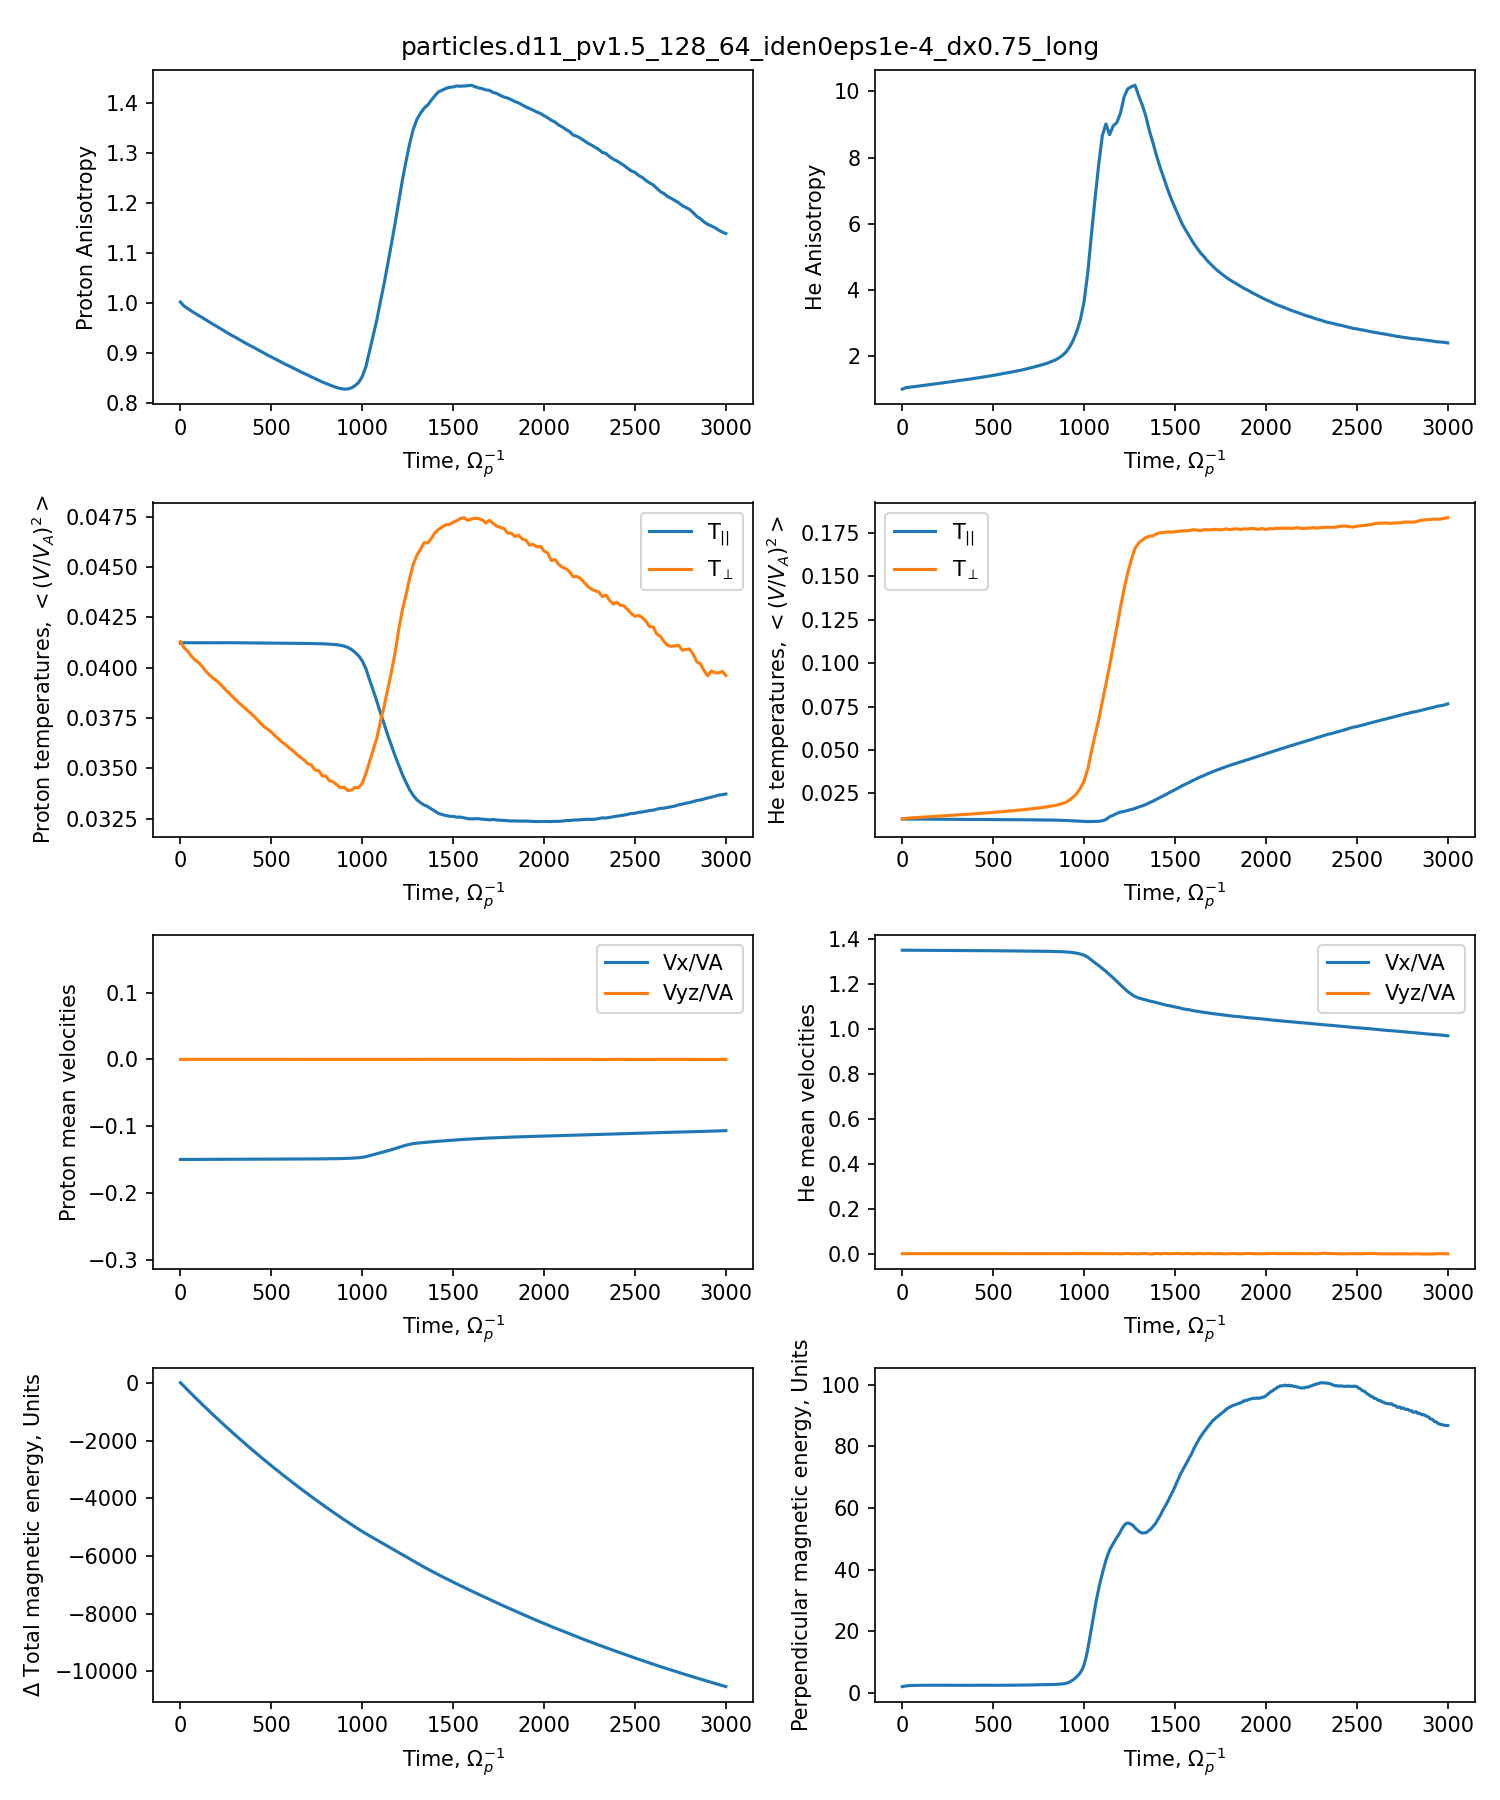 particles.d11_pv1.5_128_64_iden0eps1e-4_dx0.75_long
Proton Anisotropy
1.4
1.3
1.2
1.1
1.0
0.9
0.8
0 500 1000 1500 2000 2500 3000
Time, Ω_p^{-1}
He Anisotropy
10
8
6
4
2
0 500 1000 1500 2000 2500 3000
Time, Ω_p^{-1}
Proton temperatures, < (V/V_A)^2 >
0.0475
0.0450
0.0425
0.0400
0.0375
0.0350
0.0325
T_{||}
T_⊥
0 500 1000 1500 2000 2500 3000
Time, Ω_p^{-1}
He temperatures, < (V/V_A)^2 >
0.175
0.150
0.125
0.100
0.075
0.050
0.025
T_{||}
T_⊥
0 500 1000 1500 2000 2500 3000
Time, Ω_p^{-1}
Proton mean velocities
0.1
0.0
−0.1
−0.2
−0.3
Vx/VA
Vyz/VA
0 500 1000 1500 2000 2500 3000
Time, Ω_p^{-1}
He mean velocities
1.4
1.2
1.0
0.8
0.6
0.4
0.2
0.0
Vx/VA
Vyz/VA
0 500 1000 1500 2000 2500 3000
Time, Ω_p^{-1}
Δ Total magnetic energy, Units
0
−2000
−4000
−6000
−8000
−10000
0 500 1000 1500 2000 2500 3000
Time, Ω_p^{-1}
Perpendicular magnetic energy, Units
100
80
60
40
20
0
0 500 1000 1500 2000 2500 3000
Time, Ω_p^{-1}